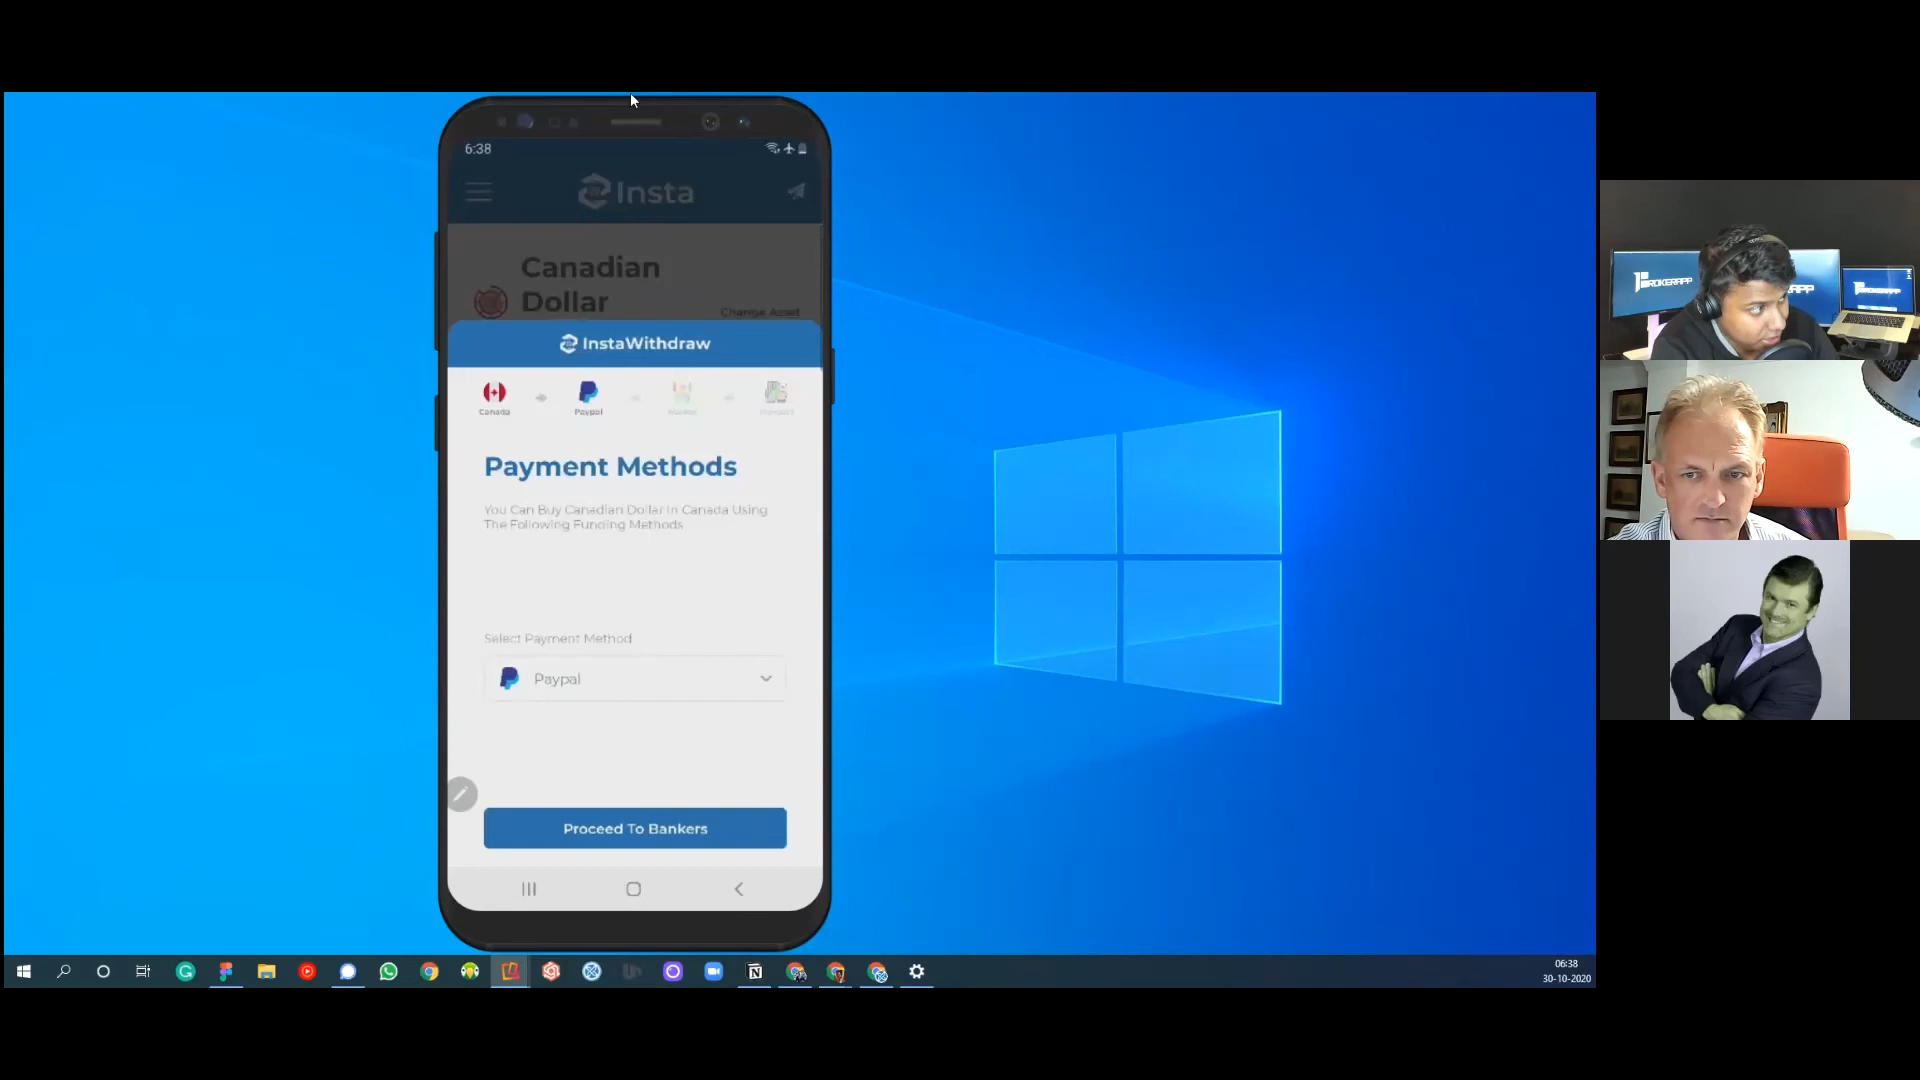 6:38
Insta
Canadian
Dollar
Change Asset
InstaWithdraw
Canada
Paypal
Payment Methods
You Can Buy Canadian Dollar In Canada Using
The Following Funding Methods
Select Payment Method
Paypal
Proceed To Bankers
06:38
30-10-2020
ROKERAPP